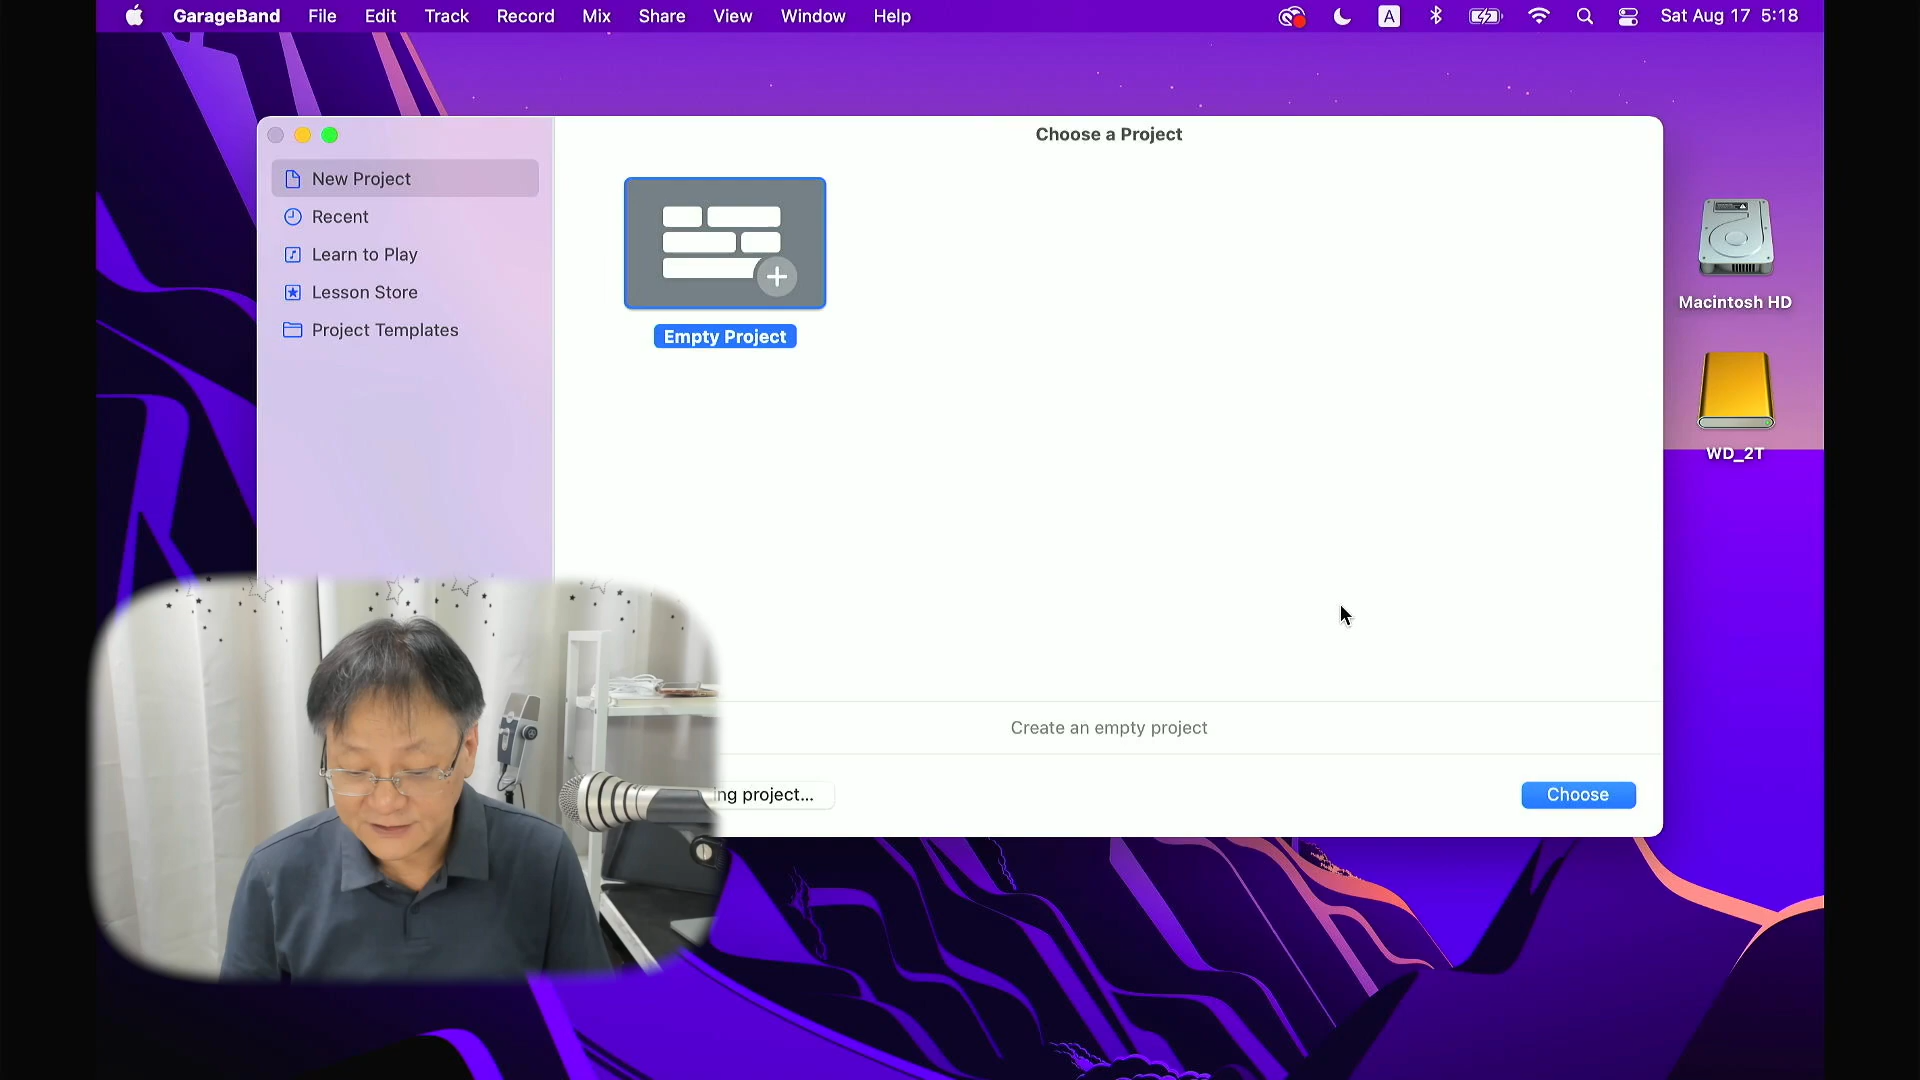 GarageBand File Edit Track Record Mix Share View Window Help A Sat Aug 17 5:18
Choose a Project
New Project
Recent
Learn to Play
Lesson Store
Project Templates
Empty Project
Macintosh HD
WD_2T
Create an empty project
ing project...
Choose